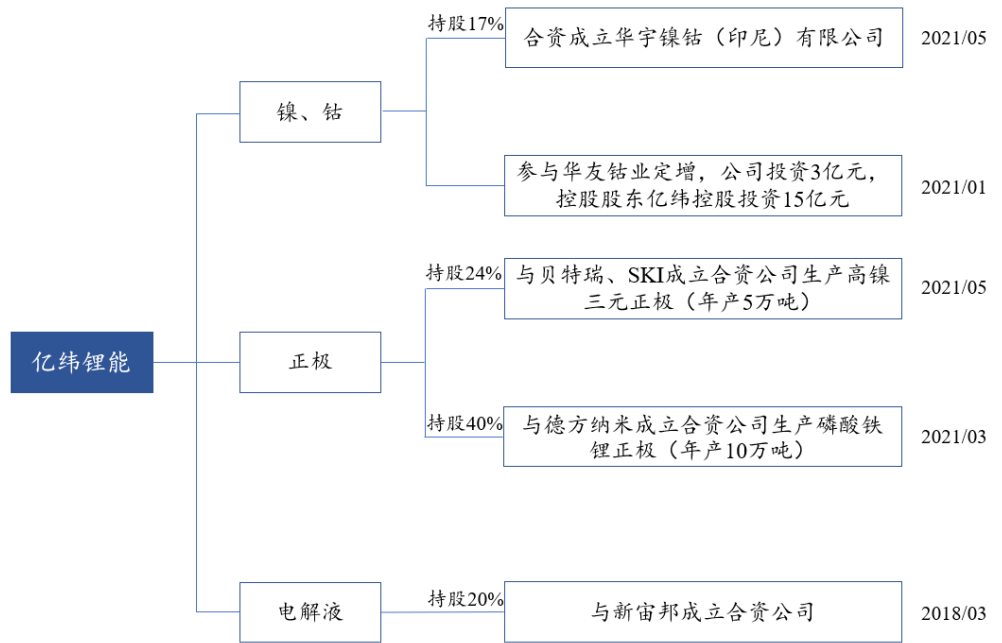 持股17%
合资成立华宇镍钴（印尼）有限公司
2021/05
镍、钴
参与华友钴业定增，公司投资3亿元，
控股股东亿纬控股投资15亿元
2021/01
持股24%
与贝特瑞、SKI成立合资公司生产高镍
三元正极（年产5万吨）
2021/05
亿纬锂能
正极
持股40%
与德方纳米成立合资公司生产磷酸铁
锂正极（年产10万吨）
2021/03
电解液
持股20%
与新宙邦成立合资公司
2018/03